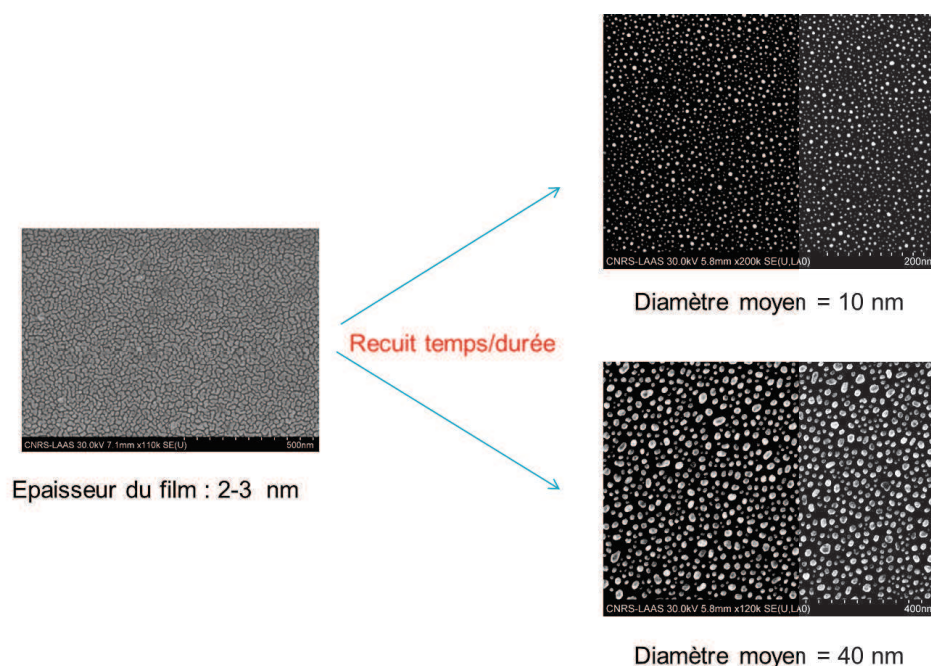 CNRS-LAAS 30.0kV 5.8mm x200k SE(U,LA0)
200nm
Diamètre moyen = 10 nm
Recuit temps/durée
CNRS-LAAS 30.0kV 7.1mm x110k SE(U)
500nm
Epaisseur du film : 2-3 nm
CNRS-LAAS 30.0kV 5.8mm x120k SE(U,LA0)
400nm
Diamètre moyen = 40 nm